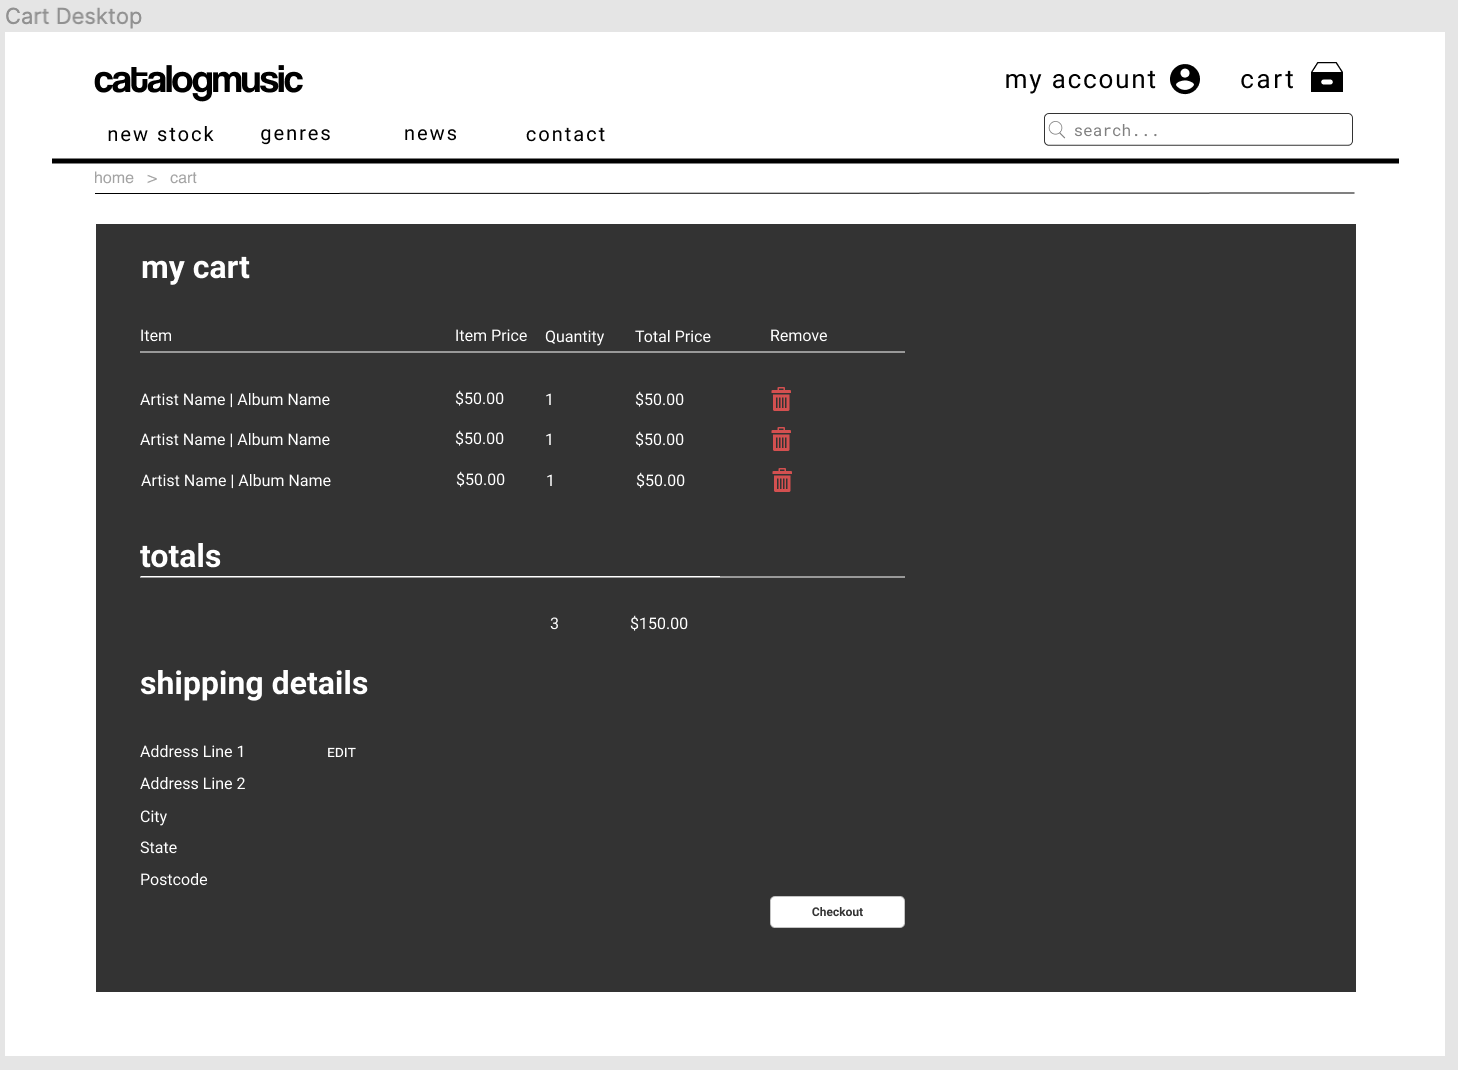 Cart Desktop
catalogmusic
my account
cart
new stock
genres
news
contact
search...
home > cart
my cart
Item Item Price Quantity Total Price Remove
Artist Name | Album Name $50.00 1 $50.00
Artist Name | Album Name $50.00 1 $50.00
Artist Name | Album Name $50.00 1 $50.00
totals
3 $150.00
shipping details
Address Line 1 EDIT
Address Line 2
City
State
Postcode
Checkout